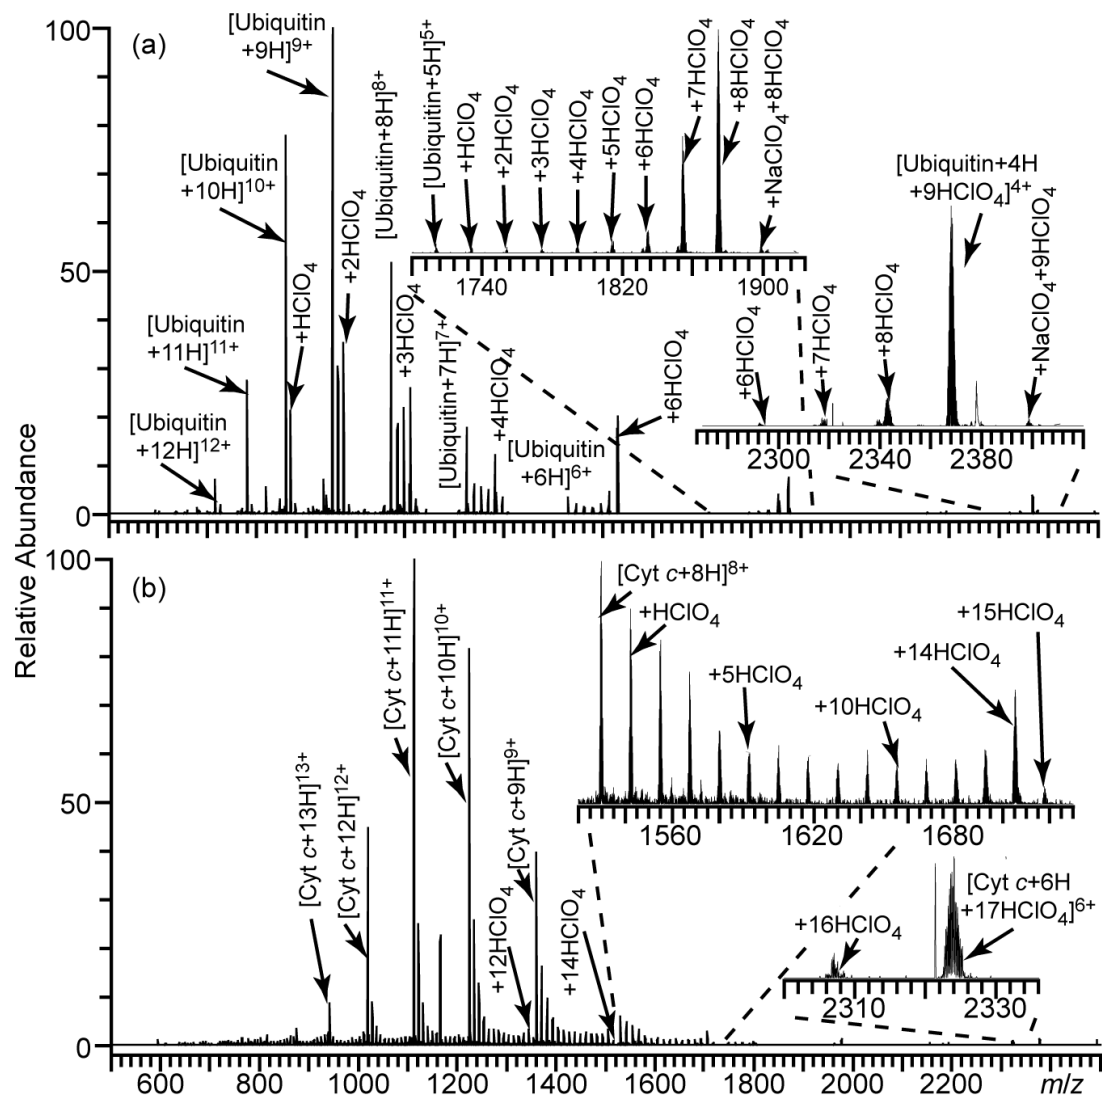 Relative Abundance
(a)
100
50
0
[Ubiquitin
+9H]9+
[Ubiquitin
+10H]10+
+HClO4
[Ubiquitin
+11H]11+
[Ubiquitin
+12H]12+
+2HClO4
[Ubiquitin+8H]8+
+3HClO4
[Ubiquitin+7H]7+
+4HClO4
[Ubiquitin
+6H]6+
+6HClO4
[Ubiquitin+5H]5+
+HClO4
+2HClO4
+3HClO4
+4HClO4
+5HClO4
+6HClO4
+7HClO4
+8HClO4
+NaClO4+8HClO4
1740 1820 1900
+6HClO4
+7HClO4
+8HClO4
[Ubiquitin+4H
+9HClO4]4+
+NaClO4+9HClO4
2300 2340 2380
(b)
100
50
0
[Cyt c+13H]13+
[Cyt c+12H]12+
[Cyt c+11H]11+
[Cyt c+10H]10+
+12HClO4
[Cyt c+9H]9+
+14HClO4
[Cyt c+8H]8+
+HClO4
+5HClO4
+10HClO4
+14HClO4
+15HClO4
1560 1620 1680
+16HClO4
[Cyt c+6H
+17HClO4]6+
2310 2330
600 800 1000 1200 1400 1600 1800 2000 2200 m/z